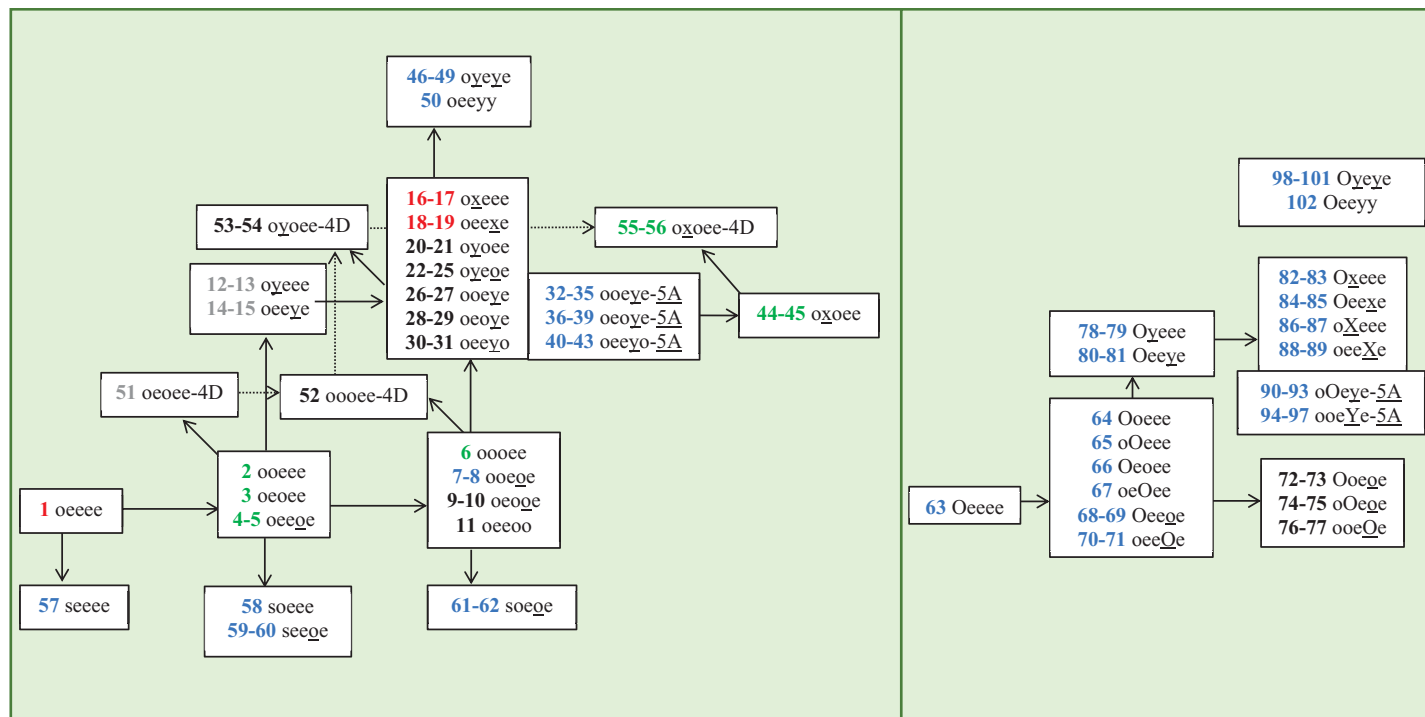 46-49 oyeye
50 oeeyy
16-17 oxeee
18-19 oeexe
20-21 oyoee
22-25 oyeoe
26-27 ooeye
28-29 oeoye
30-31 oeeyo
53-54 oyoee-4D
55-56 oxoee-4D
12-13 oyeee
14-15 oeeye
32-35 ooeye-5A
36-39 oeoye-5A
40-43 oeeyo-5A
44-45 oxoee
51 oeoee-4D
52 oooee-4D
2 ooeee
3 oeoee
4-5 oeeoe
6 oooee
7-8 ooeoe
9-10 oeooe
11 oeeoo
1 oeeee
57 seeee
58 soeee
59-60 seeoe
61-62 soeoe
98-101 Oyeye
102 Oeeyy
82-83 Oxeee
84-85 Oeexe
86-87 oXeee
88-89 oeeXe
78-79 Oyeee
80-81 Oeeye
90-93 oOeye-5A
94-97 ooeYe-5A
64 Ooeee
65 oOeee
66 Oeoee
67 oeOee
68-69 Oeeoe
70-71 oeeOe
72-73 Ooeoe
74-75 oOeoe
76-77 ooeOe
63 Oeeee